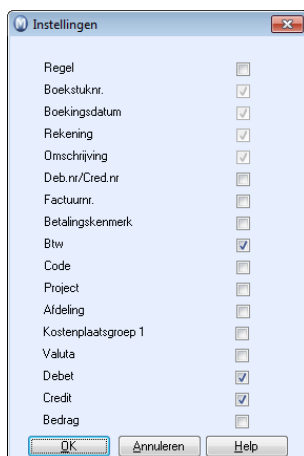 Instellingen
Regel
Boekstuknr.
Boekingsdatum
Rekening
Omschrijving
Deb.nr/Cred.nr
Factuurnr.
Betalingskenmerk
Btw
Code
Project
Afdeling
Kostenplaatsgroep 1
Valuta
Debet
Credit
Bedrag
OK Annuleren Help